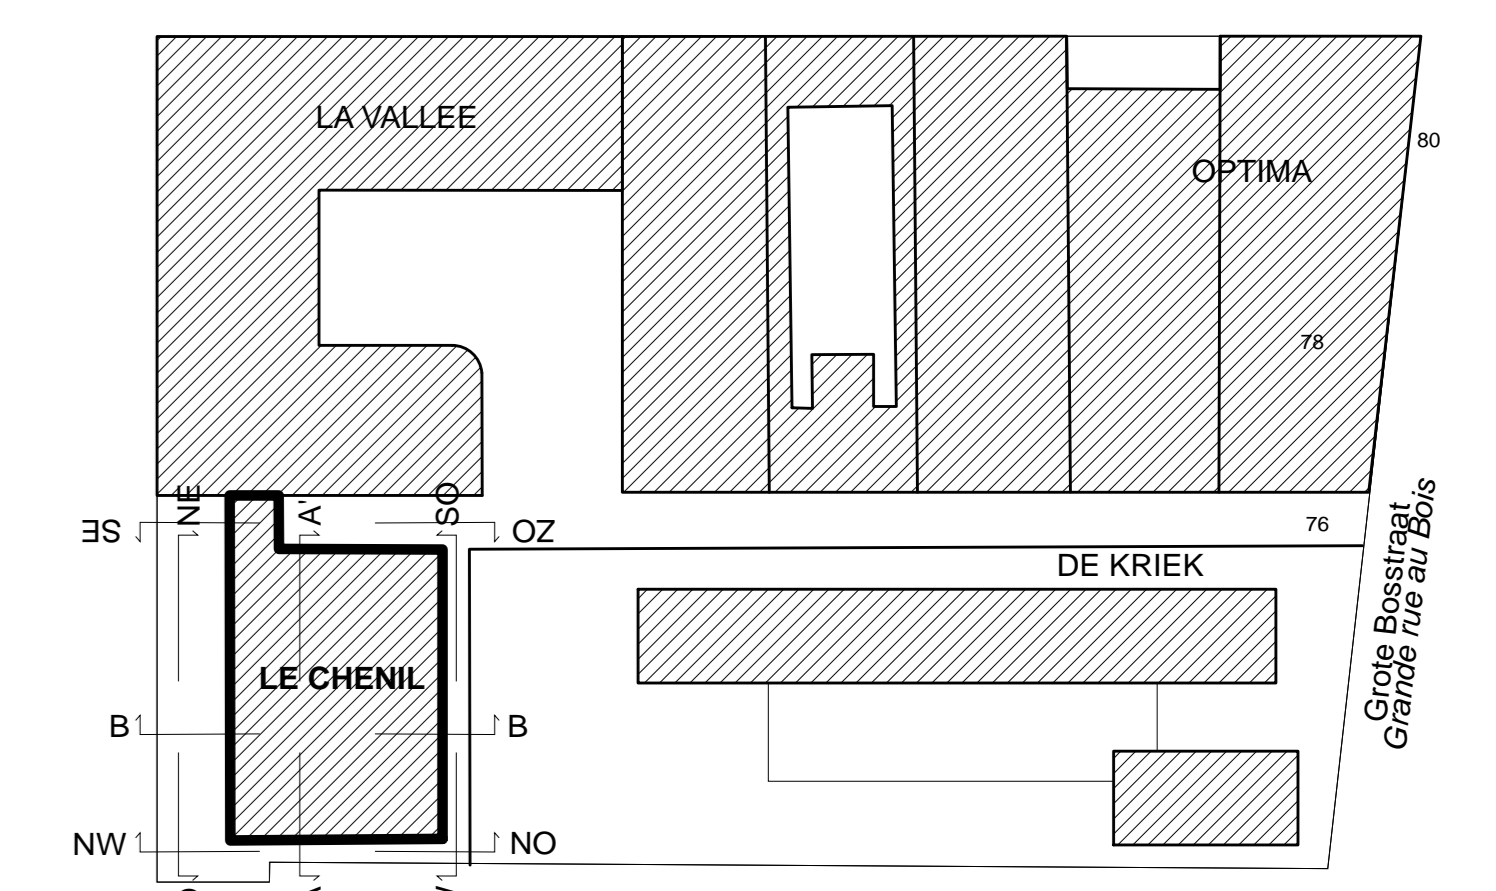 LA VALLEE
80
OPTIMA
78
NE
A'
SO
SE
OZ
76
DE KRIEK
Grote Bosstraat
Grande rue au Bois
LE CHENIL
B
B
NW
NO